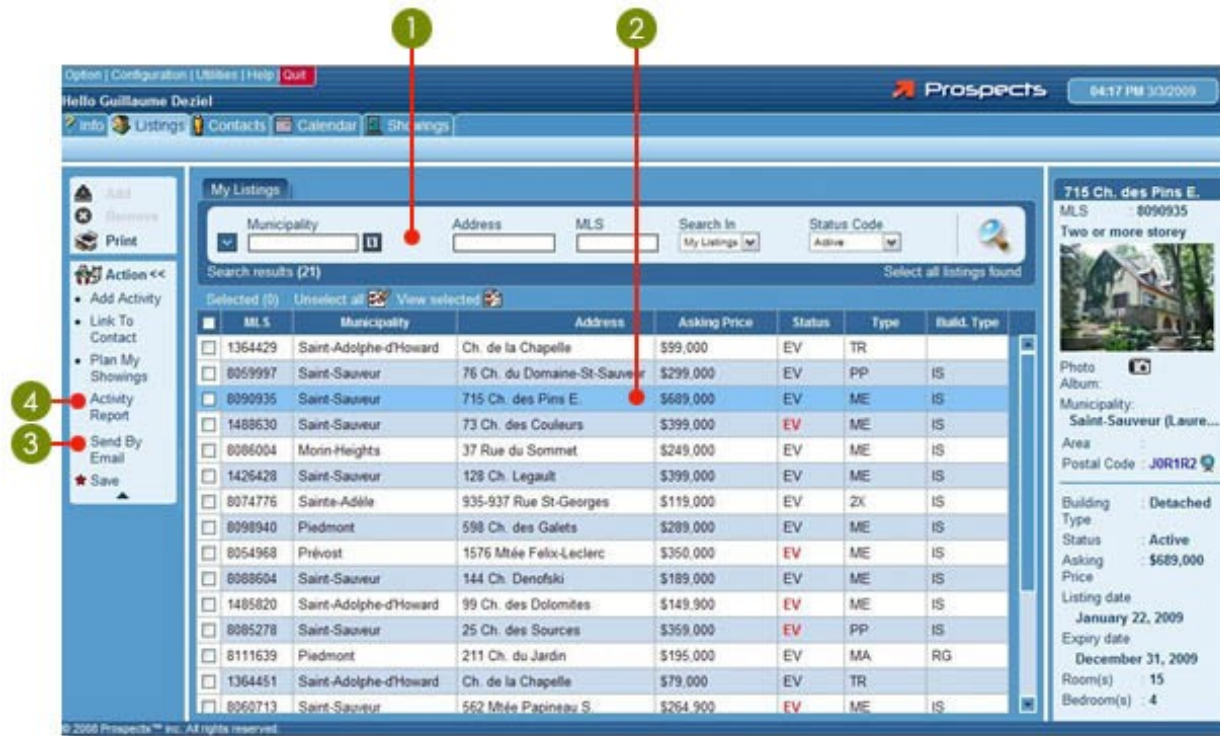 1
2
Option | Configuration | Utilities | Help | Quit
Hello Guillaume Deziel
Prospects
04:17 PM 3/3/2009
Info Listings Contacts Calendar Showings
Add
Remove
Print
Action <<
• Add Activity
• Link To
Contact
• Plan My
Showings
4
Activity
Report
3
Send By
Email
Save
My Listings
Municipality Address MLS Search In Status Code
My Listings Active
Search results (21) Select all listings found
Selected (0) Unselect all View selected
MLS Municipality Address Asking Price Status Type Build. Type
1364429 Saint-Adolphe-d'Howard Ch. de la Chapelle $99,000 EV TR
8059997 Saint-Sauveur 76 Ch. du Domaine-St-Sauveur $299,000 EV PP IS
8090935 Saint-Sauveur 715 Ch. des Pins E. $689,000 EV ME IS
1488630 Saint-Sauveur 73 Ch. des Couleurs $399,000 EV ME IS
8086004 Morin-Heights 37 Rue du Sommet $249,000 EV ME IS
1426428 Saint-Sauveur 128 Ch. Legault $399,000 EV ME IS
8074776 Sainte-Adèle 935-937 Rue St-Georges $119,000 EV 2X IS
8098940 Piedmont 598 Ch. des Galets $289,000 EV ME IS
8054968 Prévost 1576 Mtée Felix-Leclerc $350,000 EV ME IS
8088604 Saint-Sauveur 144 Ch. Denofski $189,000 EV ME IS
1485820 Saint-Adolphe-d'Howard 99 Ch. des Dolomites $149,900 EV ME IS
8085278 Saint-Sauveur 25 Ch. des Sources $359,000 EV PP IS
8111639 Piedmont 211 Ch. du Jardin $195,000 EV MA RG
1364451 Saint-Adolphe-d'Howard Ch. de la Chapelle $79,000 EV TR
8060713 Saint-Sauveur 562 Mtée Papineau S. $264,900 EV ME IS
715 Ch. des Pins E.
MLS : 8090935
Two or more storey
Photo
Album:
Municipality:
Saint-Sauveur (Laure...
Area :
Postal Code : J0R1R2
Building : Detached
Type
Status : Active
Asking : $689,000
Price
Listing date
January 22, 2009
Expiry date
December 31, 2009
Room(s) : 15
Bedroom(s) : 4
© 2008 Prospects™ inc. All rights reserved.